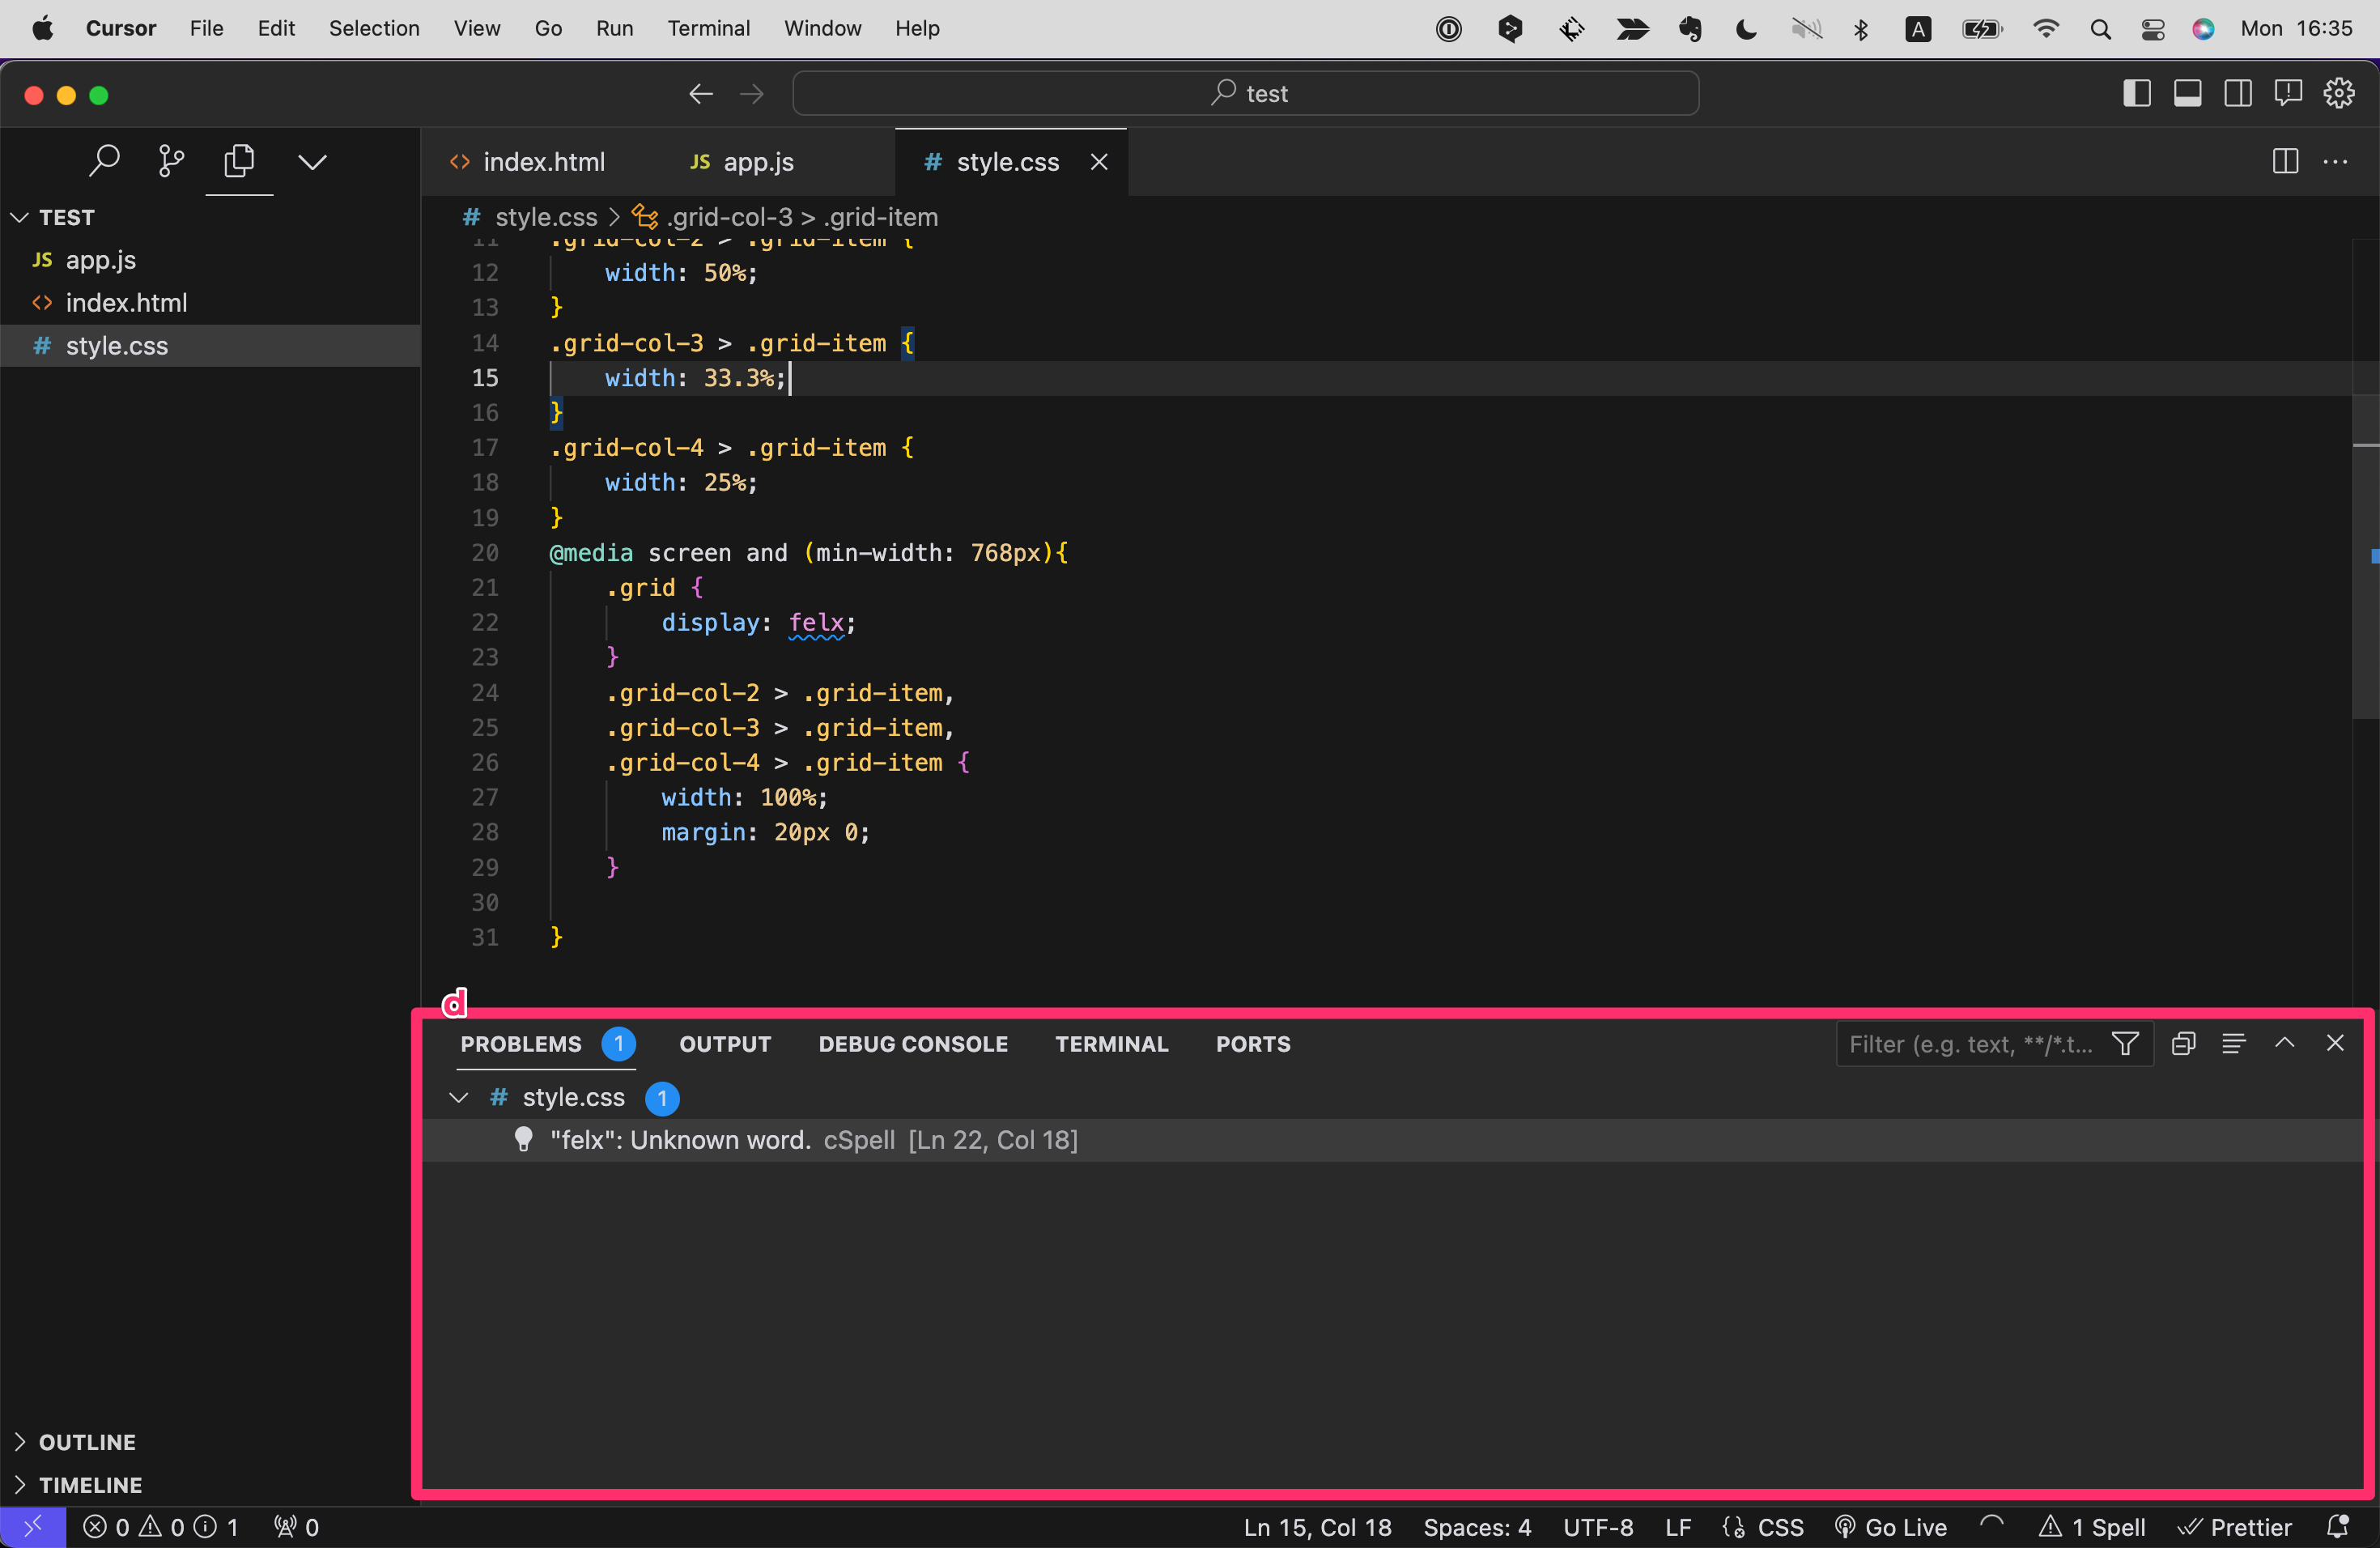 Cursor File Edit Selection View Go Run Terminal Window Help A Mon 16:35
test
index.html JS app.js # style.css
TEST
JS app.js
index.html
# style.css
# style.css > .grid-col-3 > .grid-item
11 .grid-col-2 > .grid-item {
12 width: 50%;
13 }
14 .grid-col-3 > .grid-item {
15 width: 33.3%;
16 }
17 .grid-col-4 > .grid-item {
18 width: 25%;
19 }
20 @media screen and (min-width: 768px){
21 .grid {
22 display: felx;
23 }
24 .grid-col-2 > .grid-item,
25 .grid-col-3 > .grid-item,
26 .grid-col-4 > .grid-item {
27 width: 100%;
28 margin: 20px 0;
29 }
30
31 }
d
PROBLEMS 1 OUTPUT DEBUG CONSOLE TERMINAL PORTS Filter (e.g. text, **/*.t...
# style.css 1
"felx": Unknown word. cSpell [Ln 22, Col 18]
OUTLINE
TIMELINE
0 0 1 0 Ln 15, Col 18 Spaces: 4 UTF-8 LF CSS Go Live 1 Spell Prettier